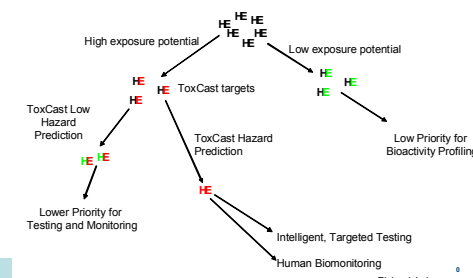 HE HE HE
HE HE
HE
High exposure potential
Low exposure potential
HE
HE
HE
HE
HE
HE
ToxCast targets
ToxCast Low
Hazard
Prediction
ToxCast Hazard
Prediction
Low Priority for
Bioactivity Profiling
HE HE
HE
Lower Priority for
Testing and Monitoring
Intelligent, Targeted Testing
Human Biomonitoring
0